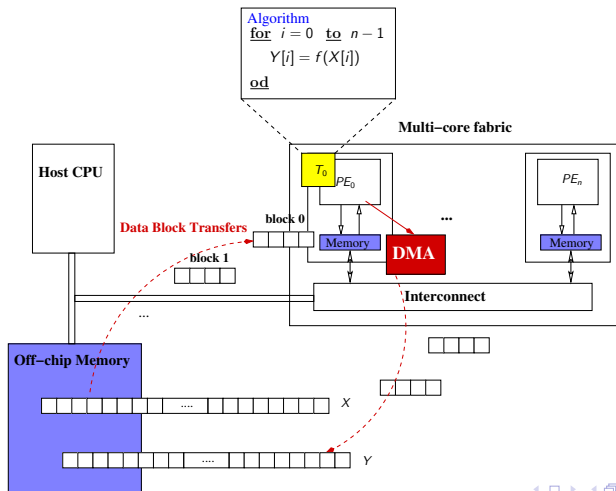 Algorithm
for i=0 to n−1
Y[i] = f(X[i])
od
Multi−core fabric
Host CPU
T0
PE0
PEn
...
Data Block Transfers
block 0
Memory
DMA
Memory
block 1
Interconnect
...
Off−chip Memory
....
X
....
Y